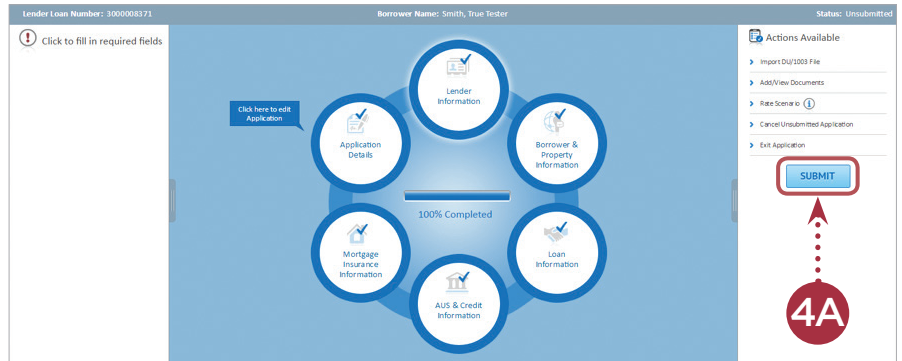 Lender Loan Number: 3000008371
Borrower Name: Smith, True Tester
Status: Unsubmitted
Click to fill in required fields
Click here to edit
Application
Lender
Information
Application
Details
Borrower &
Property
Information
100% Completed
Mortgage
Insurance
Information
Loan
Information
AUS & Credit
Information
Actions Available
Import DU/1003 File
Add/View Documents
Rate Scenario
Cancel Unsubmitted Application
Exit Application
SUBMIT
4A